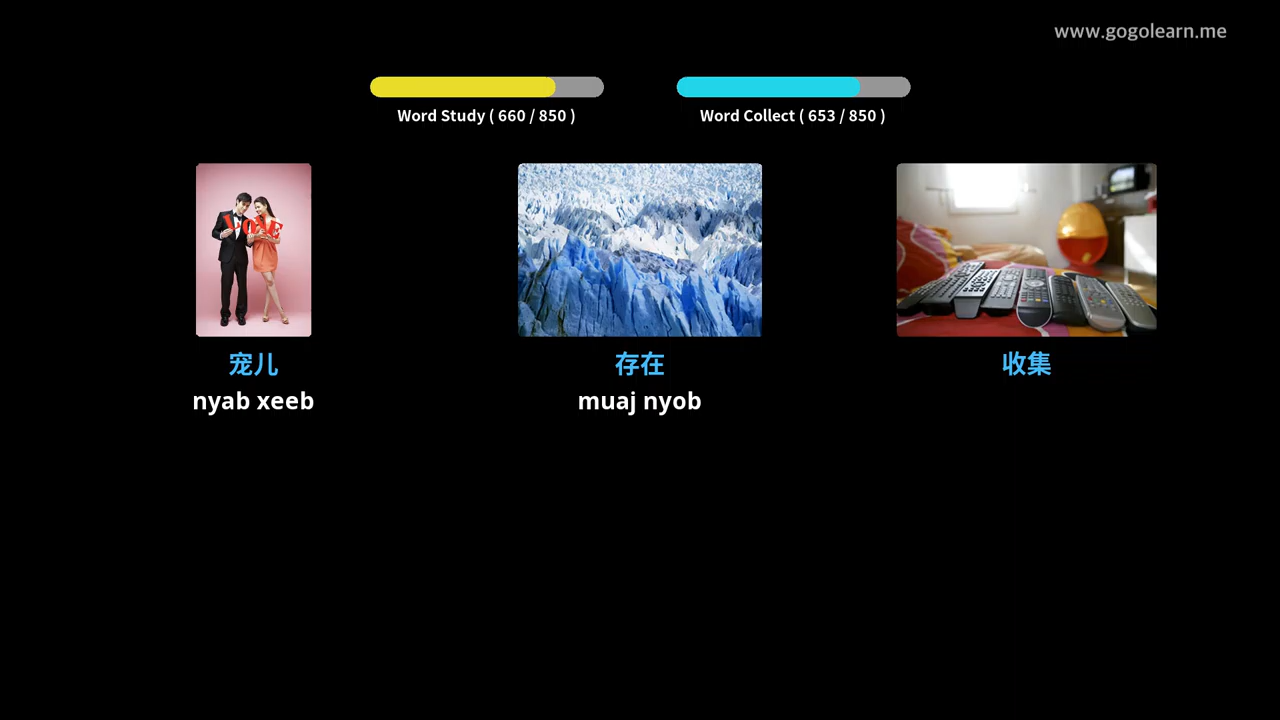 www.gogolearn.me
Word Study ( 660 / 850 )
Word Collect ( 653 / 850 )
宠儿
存在
收集
nyab xeeb
muaj nyob